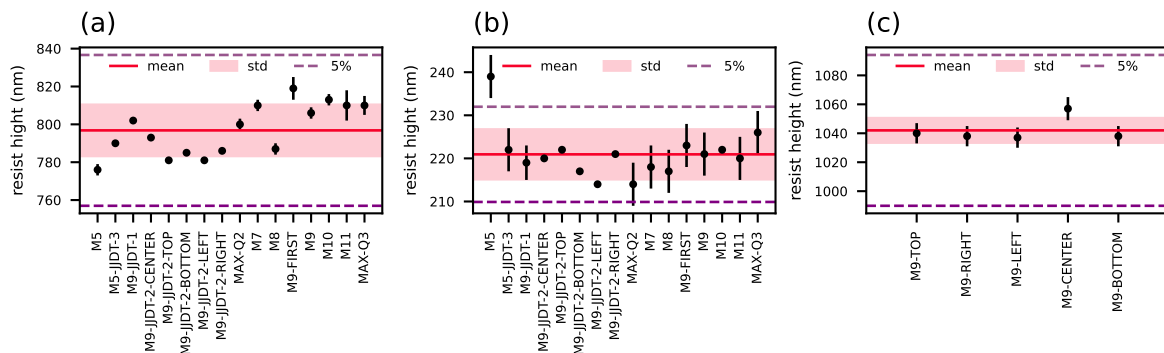 (a)
resist hight (nm)
840
820
800
780
760
mean std 5%
M5
M5-JJDT-3
M9-JJDT-1
M9-JJDT-2-CENTER
M9-JJDT-2-TOP
M9-JJDT-2-BOTTOM
M9-JJDT-2-LEFT
M9-JJDT-2-RIGHT
MAX-Q2
M7
M8
M9-FIRST
M9
M10
M11
MAX-Q3
(b)
resist height (nm)
240
230
220
210
mean std 5%
M5
M5-JJDT-3
M9-JJDT-1
M9-JJDT-2-CENTER
M9-JJDT-2-TOP
M9-JJDT-2-BOTTOM
M9-JJDT-2-LEFT
M9-JJDT-2-RIGHT
MAX-Q2
M7
M8
M9-FIRST
M9
M10
M11
MAX-Q3
(c)
resist height (nm)
1080
1060
1040
1020
1000
mean std 5%
M9-TOP
M9-RIGHT
M9-LEFT
M9-CENTER
M9-BOTTOM